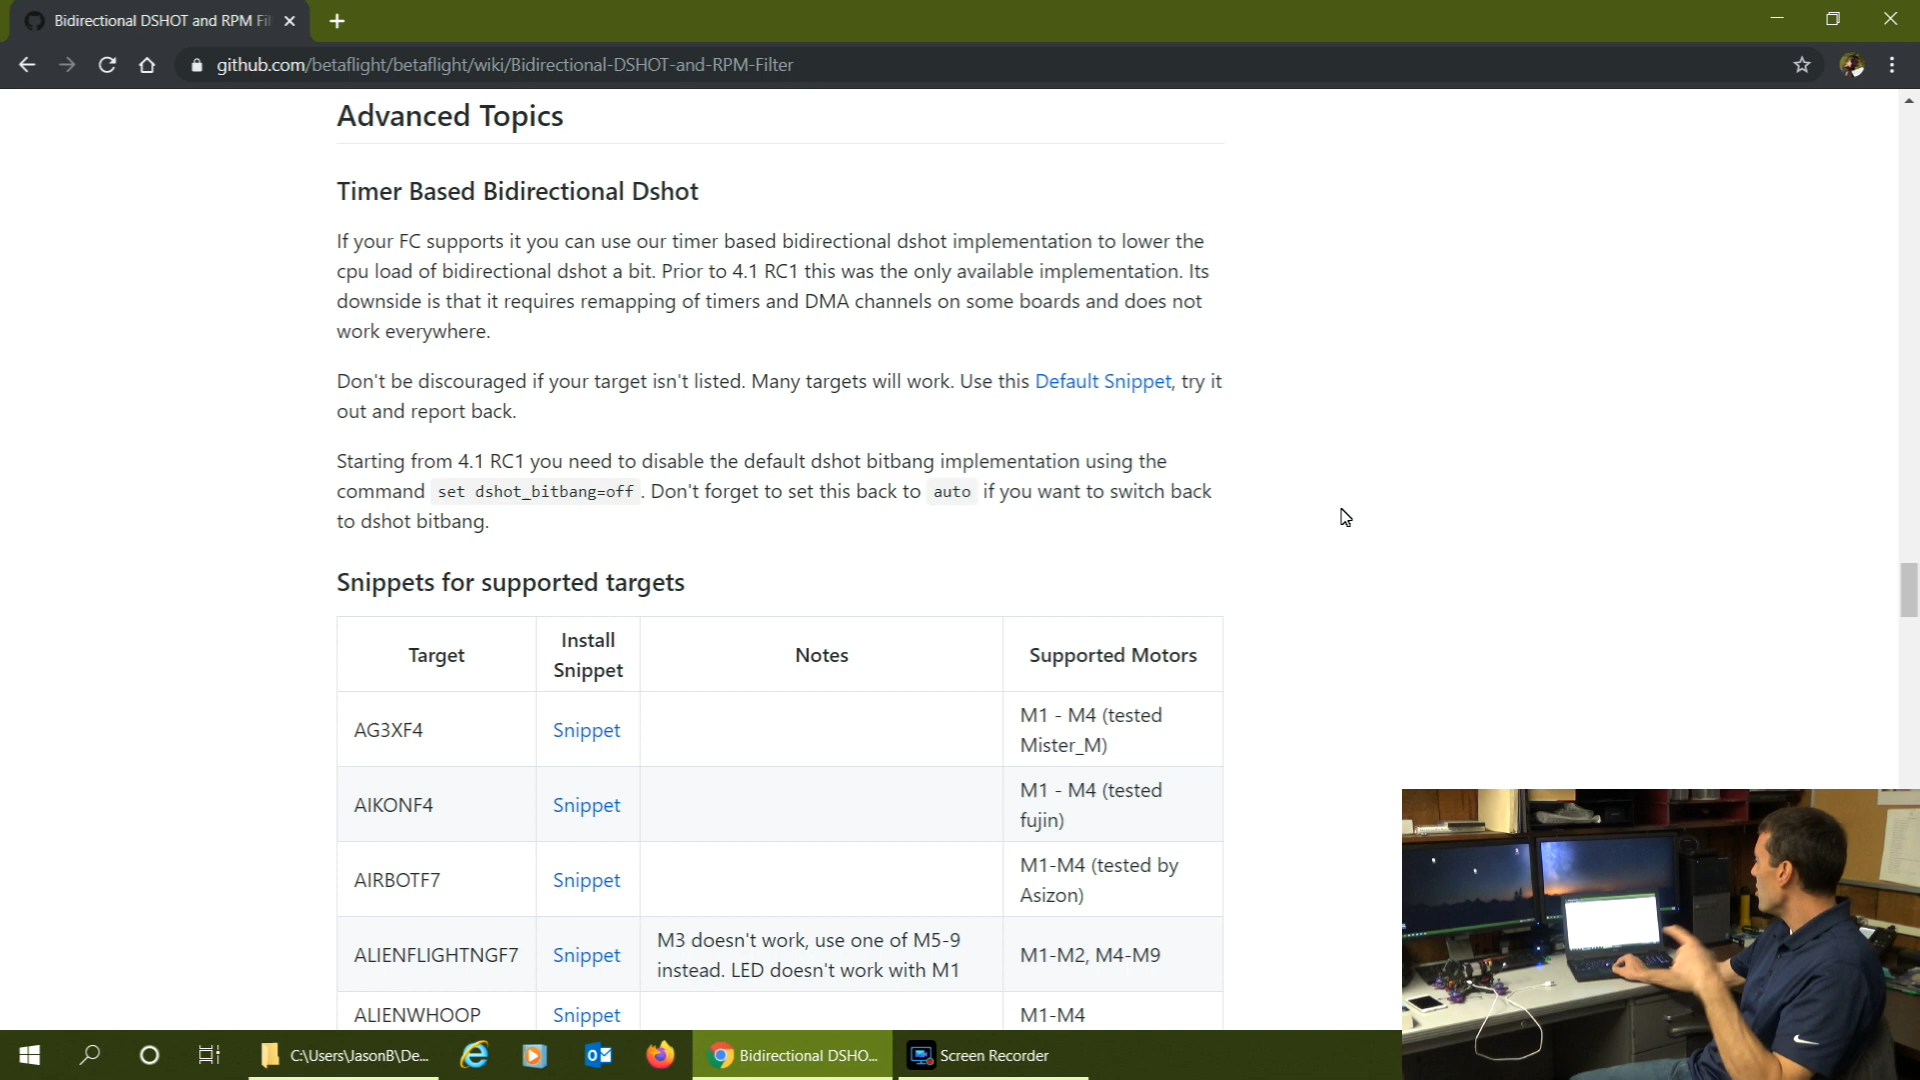 Bidirectional DSHOT and RPM Fil
github.com/betaflight/betaflight/wiki/Bidirectional-DSHOT-and-RPM-Filter
Advanced Topics
Timer Based Bidirectional Dshot
If your FC supports it you can use our timer based bidirectional dshot implementation to lower the
cpu load of bidirectional dshot a bit. Prior to 4.1 RC1 this was the only available implementation. Its
downside is that it requires remapping of timers and DMA channels on some boards and does not
work everywhere.
Don't be discouraged if your target isn't listed. Many targets will work. Use this Default Snippet, try it
out and report back.
Starting from 4.1 RC1 you need to disable the default dshot bitbang implementation using the
command set dshot_bitbang=off . Don't forget to set this back to auto if you want to switch back
to dshot bitbang.
Snippets for supported targets
Target Install Snippet Notes Supported Motors
AG3XF4 Snippet M1 - M4 (tested Mister_M)
AIKONF4 Snippet M1 - M4 (tested fujin)
AIRBOTF7 Snippet M1-M4 (tested by Asizon)
ALIENFLIGHTNGF7 Snippet M3 doesn't work, use one of M5-9 instead. LED doesn't work with M1 M1-M2, M4-M9
ALIENWHOOP Snippet M1-M4
C:\Users\JasonB\De... Bidirectional DSHO... Screen Recorder